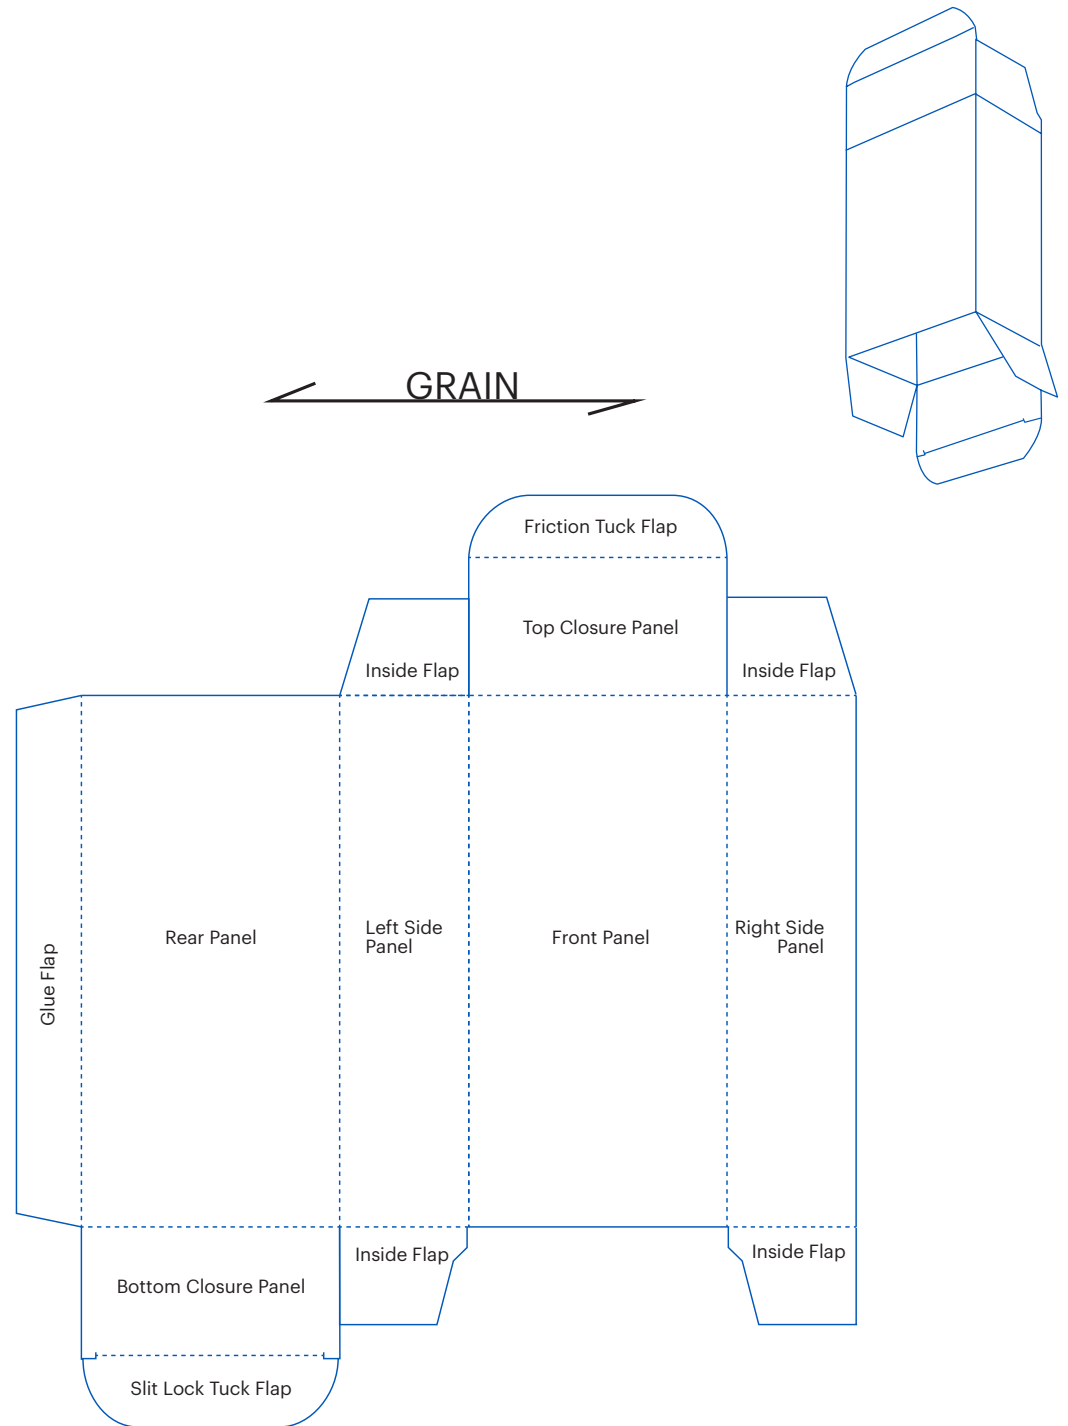 GRAIN
Friction Tuck Flap
Top Closure Panel
Inside Flap
Inside Flap
Glue Flap
Rear Panel
Left Side
Panel
Front Panel
Right Side
Panel
Bottom Closure Panel
Inside Flap
Inside Flap
Slit Lock Tuck Flap